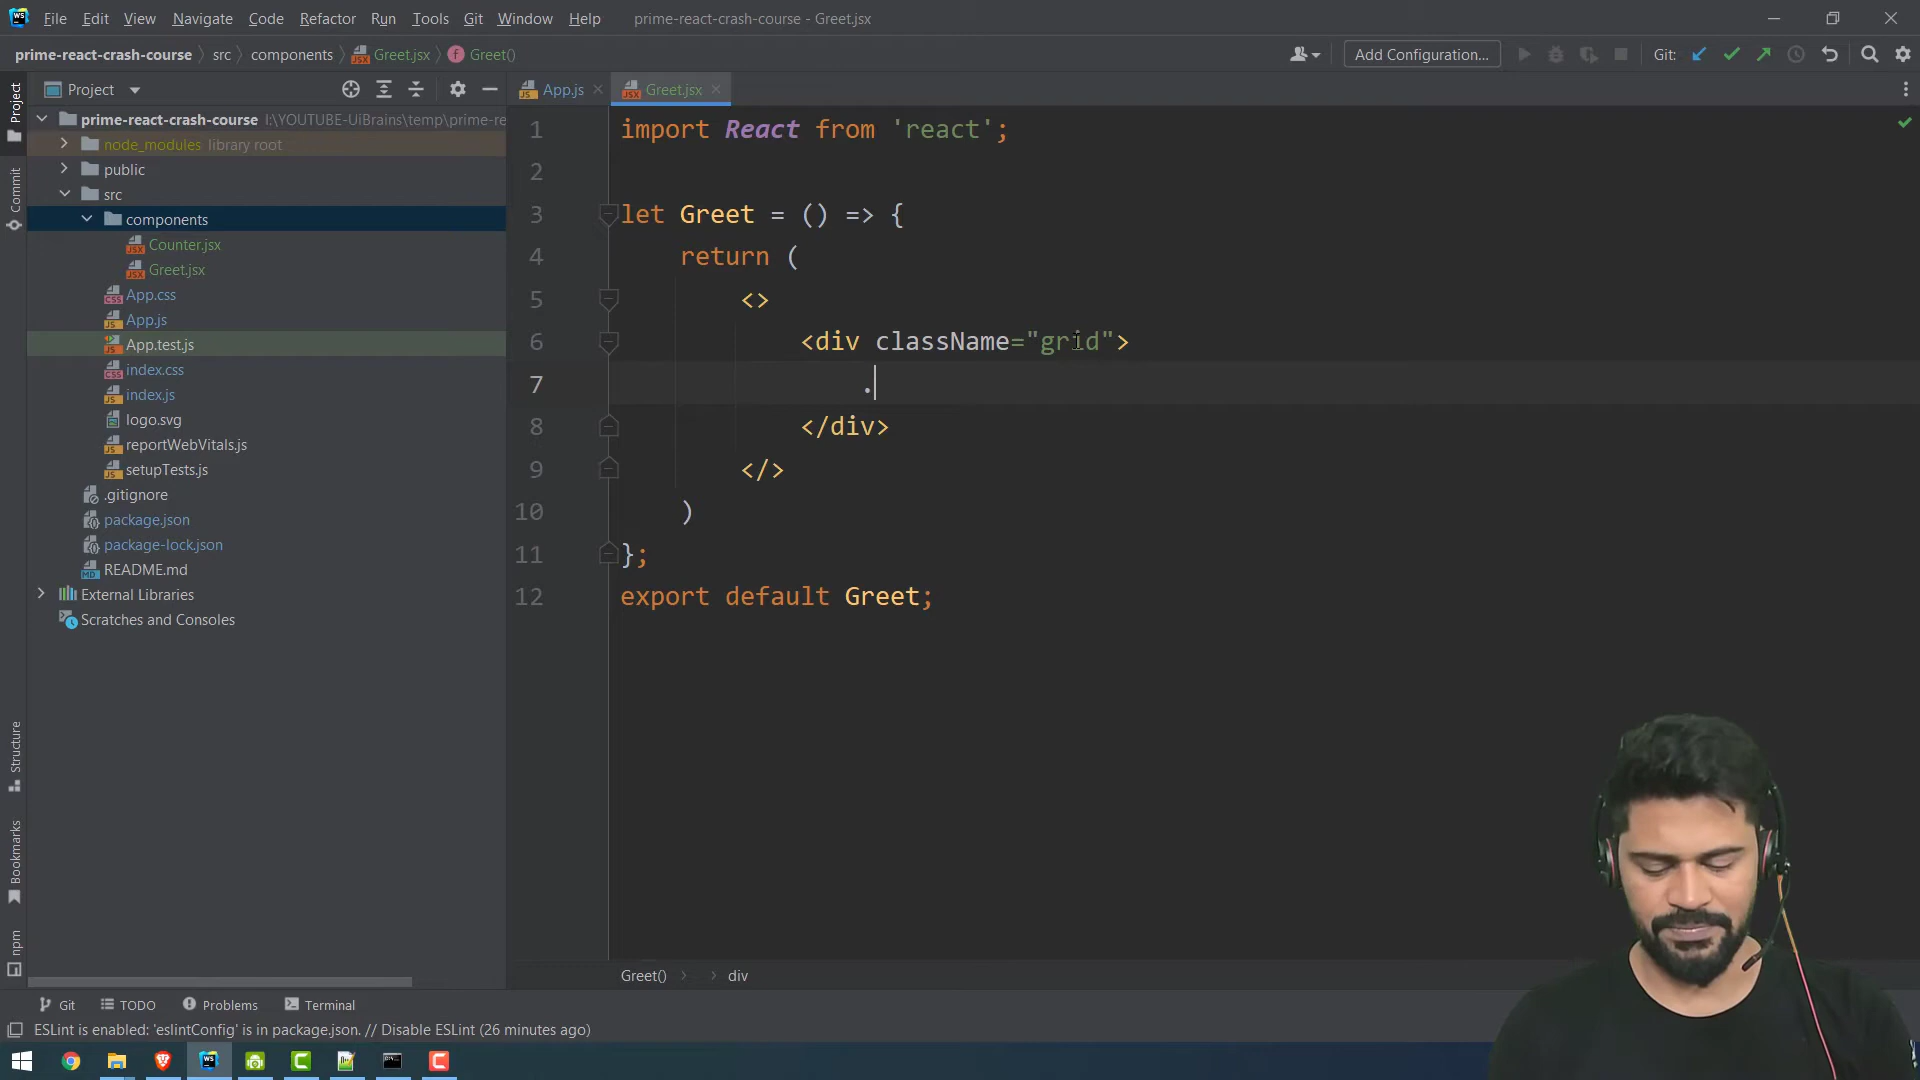 File Edit View Navigate Code Refactor Run Tools Git Window Help prime-react-crash-course - Greet.jsx
prime-react-crash-course src components Greet.jsx Greet() Add Configuration... Git:
Project App.js Greet.jsx
prime-react-crash-course I:\YOUTUBE-UiBrains\temp\prime-re
node_modules library root
public
src
components
Counter.jsx
Greet.jsx
App.css
App.js
App.test.js
index.css
index.js
logo.svg
reportWebVitals.js
setupTests.js
.gitignore
package.json
package-lock.json
README.md
External Libraries
Scratches and Consoles
Project
Commit
Structure
Bookmarks
npm
1 import React from 'react';
2
3 let Greet = () => {
4 return (
5 <>
6 <div className="grid">
7 .
8 </div>
9 </>
10 )
11 };
12 export default Greet;
Greet() div
Git TODO Problems Terminal
ESLint is enabled: 'eslintConfig' is in package.json. // Disable ESLint (26 minutes ago)